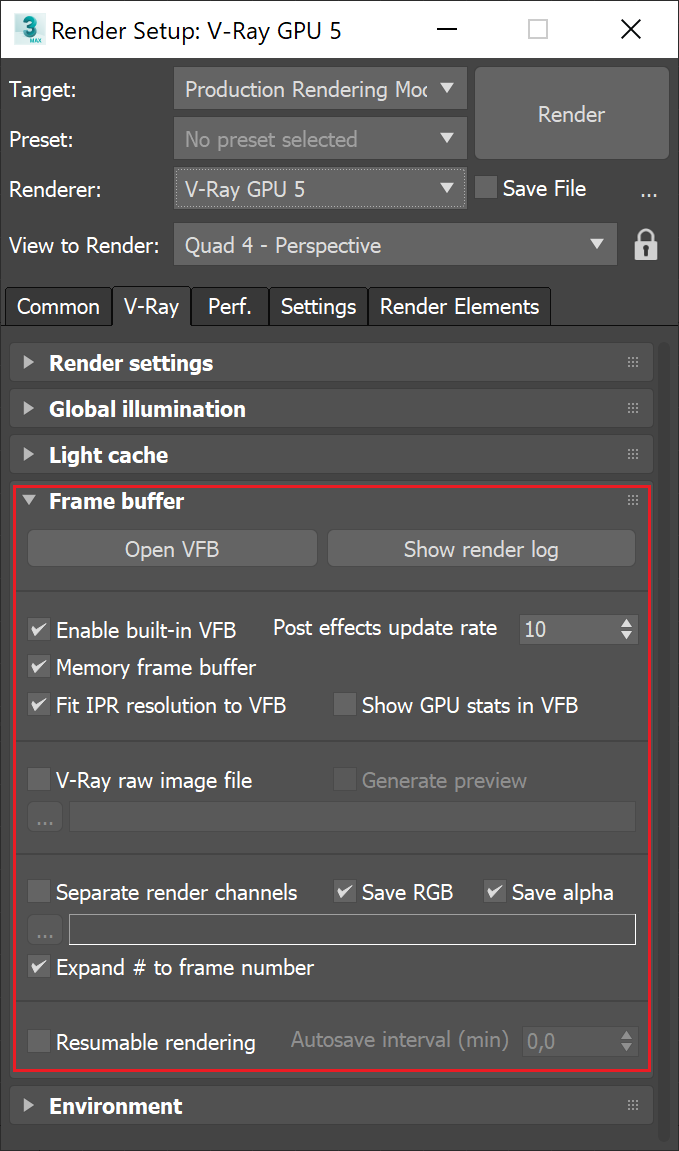 3 MAX Render Setup: V-Ray GPU 5
Target: Production Rendering Moc
Render
Preset: No preset selected
Renderer: V-Ray GPU 5 Save File ...
View to Render: Quad 4 - Perspective
Common V-Ray Perf. Settings Render Elements
Render settings
Global illumination
Light cache
Frame buffer
Open VFB Show render log
Enable built-in VFB Post effects update rate 10
Memory frame buffer
Fit IPR resolution to VFB Show GPU stats in VFB
V-Ray raw image file Generate preview
...
Separate render channels Save RGB Save alpha
...
Expand # to frame number
Resumable rendering Autosave interval (min) 0,0
Environment